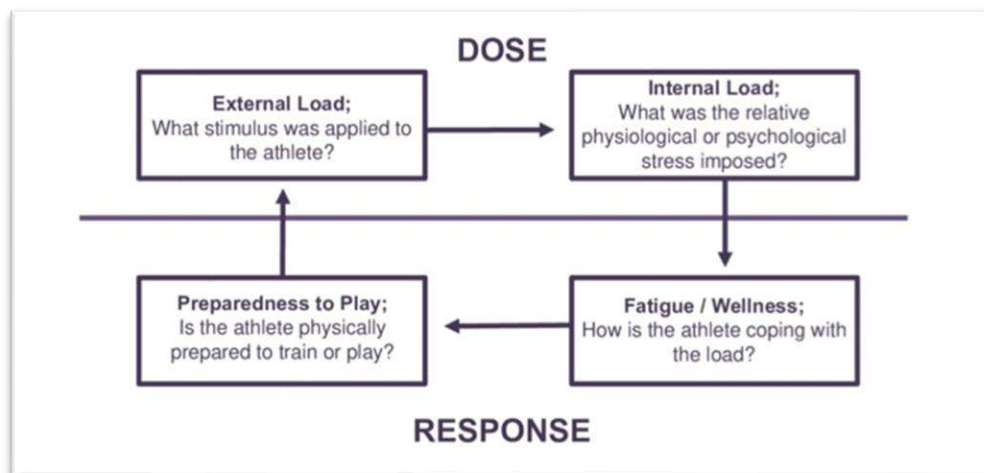 DOSE
External Load;
What stimulus was applied to
the athlete?
Internal Load;
What was the relative
physiological or psychological
stress imposed?
Preparedness to Play;
Is the athlete physically
prepared to train or play?
Fatigue / Wellness;
How is the athlete coping with
the load?
RESPONSE